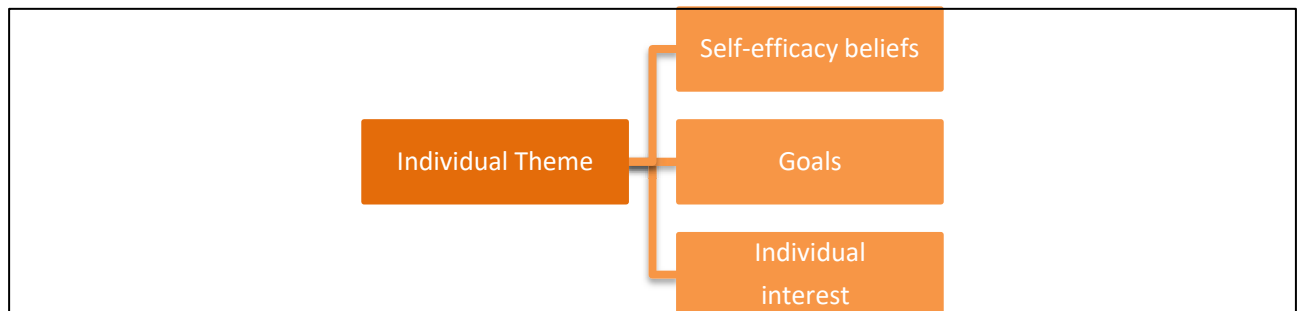 Self-efficacy beliefs
Individual Theme
Goals
Individual
interest